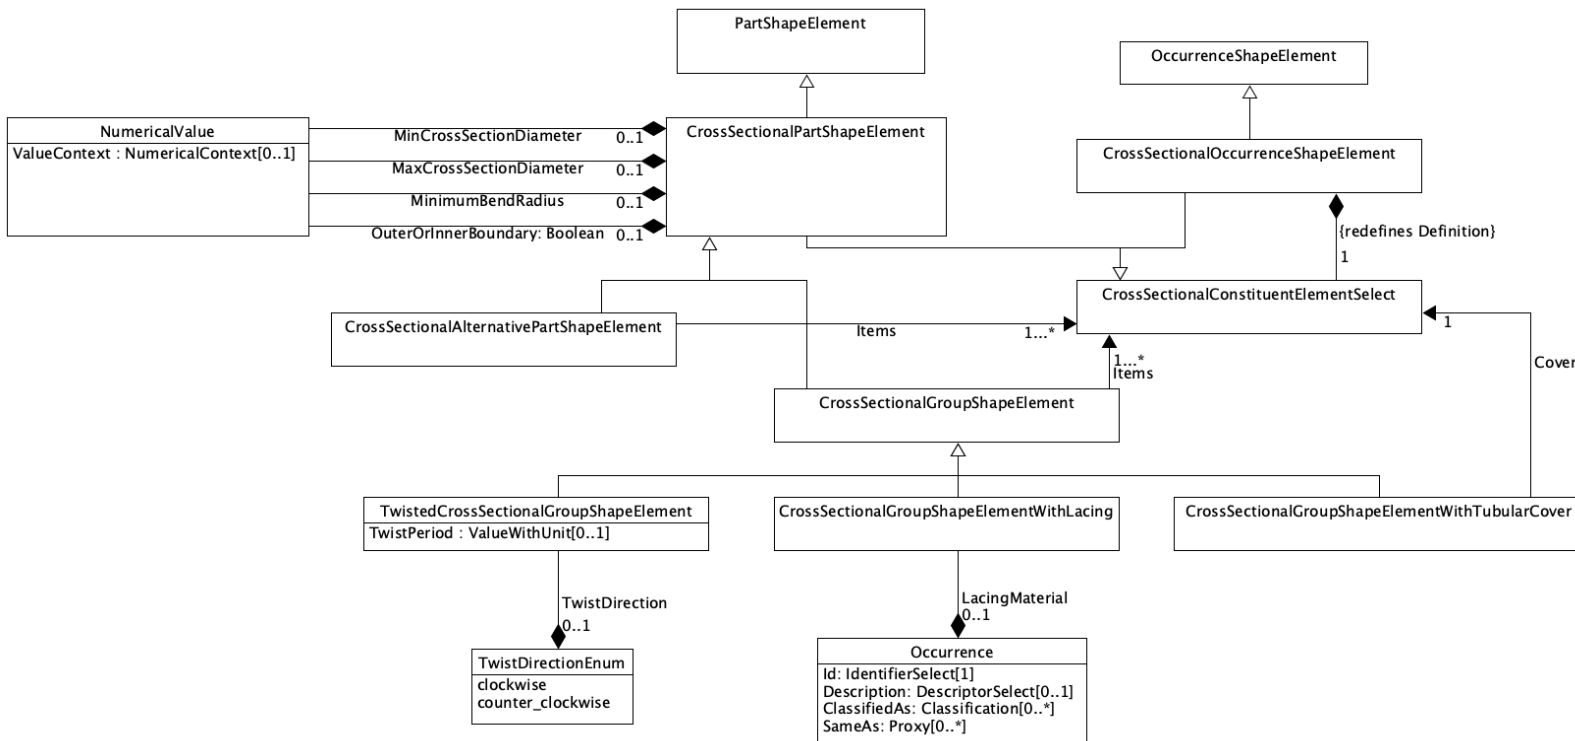 PartShapeElement
OccurrenceShapeElement
NumericalValue
ValueContext : NumericalContext[0..1]
MinCrossSectionDiameter
0..1
MaxCrossSectionDiameter
0..1
MinimumBendRadius
0..1
OuterOrInnerBoundary: Boolean
0..1
CrossSectionalPartShapeElement
CrossSectionalOccurrenceShapeElement
{redefines Definition}
1
CrossSectionalConstituentElementSelect
CrossSectionalAlternativePartShapeElement
Items
1...*
1
1...*
Items
Cover
CrossSectionalGroupShapeElement
TwistedCrossSectionalGroupShapeElement
TwistPeriod : ValueWithUnit[0..1]
CrossSectionalGroupShapeElementWithLacing
CrossSectionalGroupShapeElementWithTubularCover
TwistDirection
0..1
LacingMaterial
0..1
TwistDirectionEnum
clockwise
counter_clockwise
Occurrence
Id: IdentifierSelect[1]
Description: DescriptorSelect[0..1]
ClassifiedAs: Classification[0..*]
SameAs: Proxy[0..*]